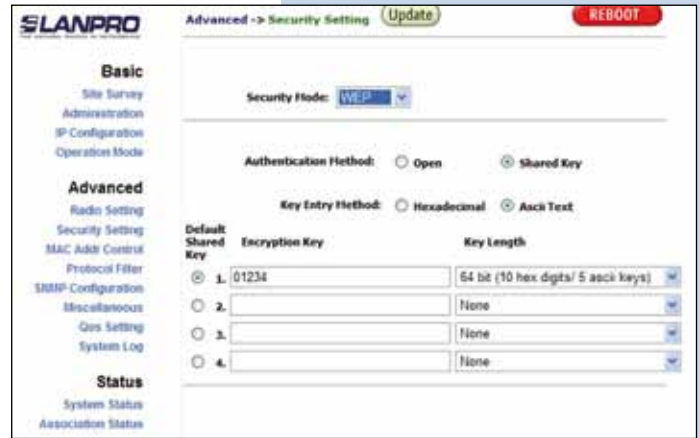 LANPRO
Advanced -> Security Setting
Update
REBOOT
Basic
Site Survey
Administration
IP Configuration
Operation Mode
Advanced
Radio Setting
Security Setting
MAC Addr Control
Protocol Filter
SNMP Configuration
Miscellaneous
Qos Setting
System Log
Status
System Status
Association Status
Security Mode: WEP
Authentication Method: Open Shared Key
Key Entry Method: Hexadecimal Ascii Text
Default Shared Key
Encryption Key
Key Length
1. 01234 64 bit (10 hex digits/ 5 ascii keys)
2. None
3. None
4. None